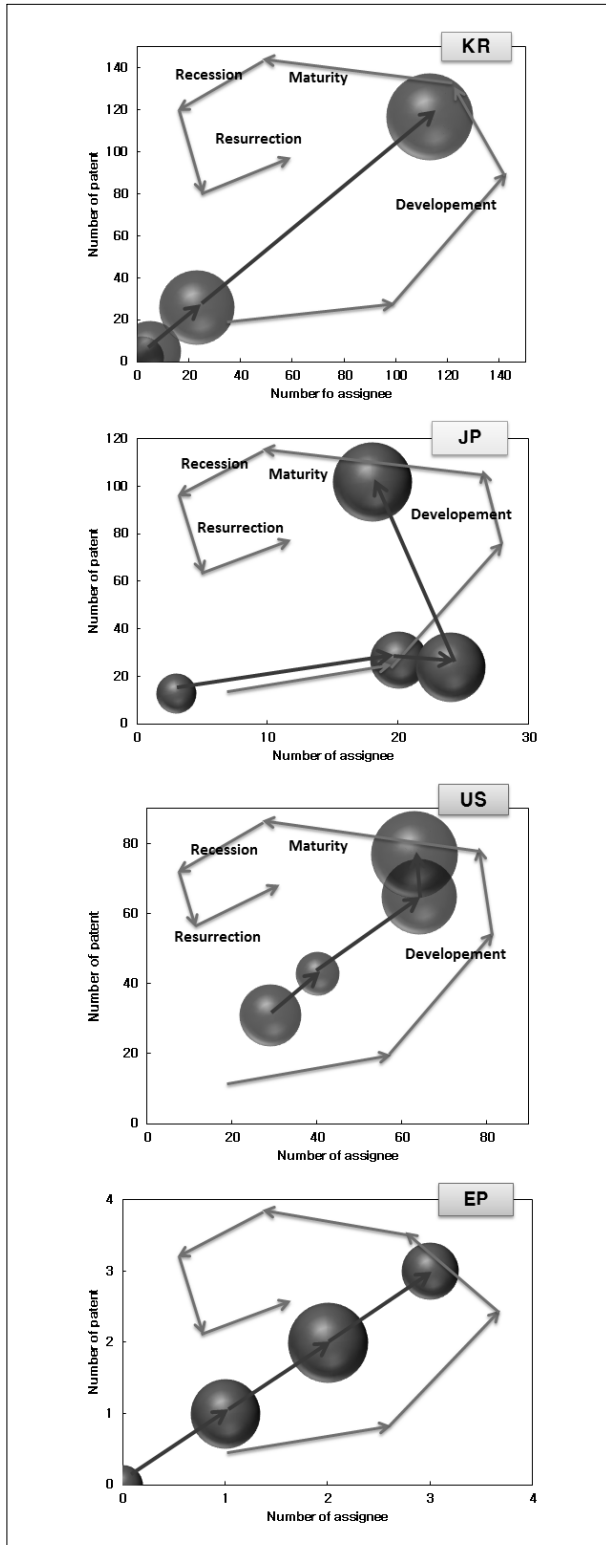 KR
140
120
100
80
60
40
20
0
Number of patent
Recession
Maturity
Resurrection
Developement
0 20 40 60 80 100 120 140
Number fo assignee
JP
120
100
80
60
40
20
0
Number of patent
Recession
Maturity
Resurrection
Developement
0 10 20 30
Number of assignee
US
80
60
40
20
0
Number of patent
Recession
Maturity
Resurrection
Developement
0 20 40 60 80
Number of assignee
EP
4
3
2
1
0
Number of patent
0 1 2 3 4
Number of assignee